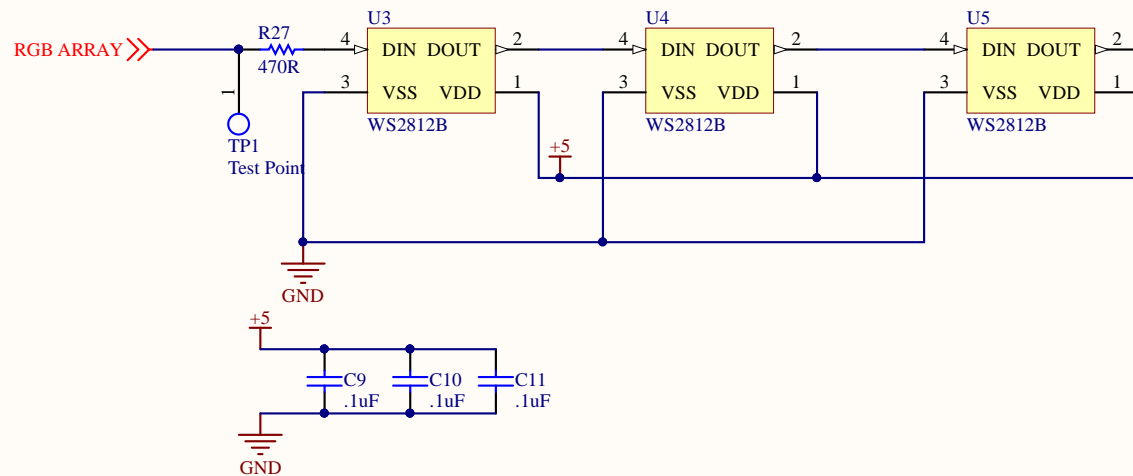 U3
U4
U5
RGB ARRAY
R27
470R
4
DIN DOUT
2
4
DIN DOUT
2
4
DIN DOUT
2
3
VSS VDD
1
3
VSS VDD
1
3
VSS VDD
1
WS2812B
WS2812B
WS2812B
1
TP1
Test Point
+5
GND
+5
C9
.1uF
C10
.1uF
C11
.1uF
GND